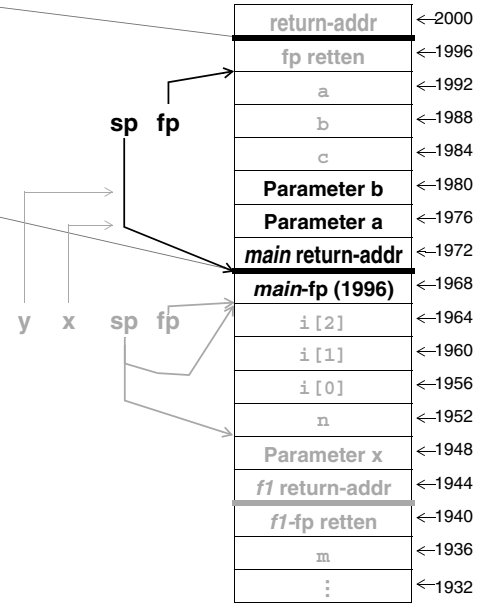 return-addr ←2000
fp retten ←1996
a ←1992
b ←1988
sp fp
c ←1984
Parameter b ←1980
Parameter a ←1976
main return-addr ←1972
main-fp (1996) ←1968
y x sp fp
i[2] ←1964
i[1] ←1960
i[0] ←1956
n ←1952
Parameter x ←1948
f1 return-addr ←1944
f1-fp retten ←1940
m ←1936
⋮ ←1932